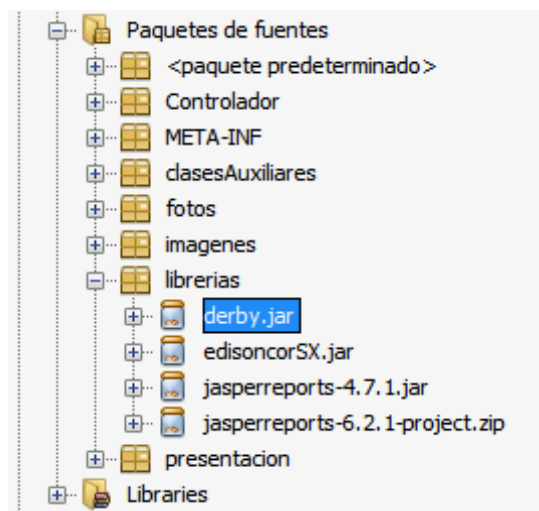 Paquetes de fuentes
<paquete predeterminado>
Controlador
META-INF
clasesAuxiliares
fotos
imagenes
librerias
derby.jar
edisoncorSX.jar
jasperreports-4.7.1.jar
jasperreports-6.2.1-project.zip
presentacion
Libraries